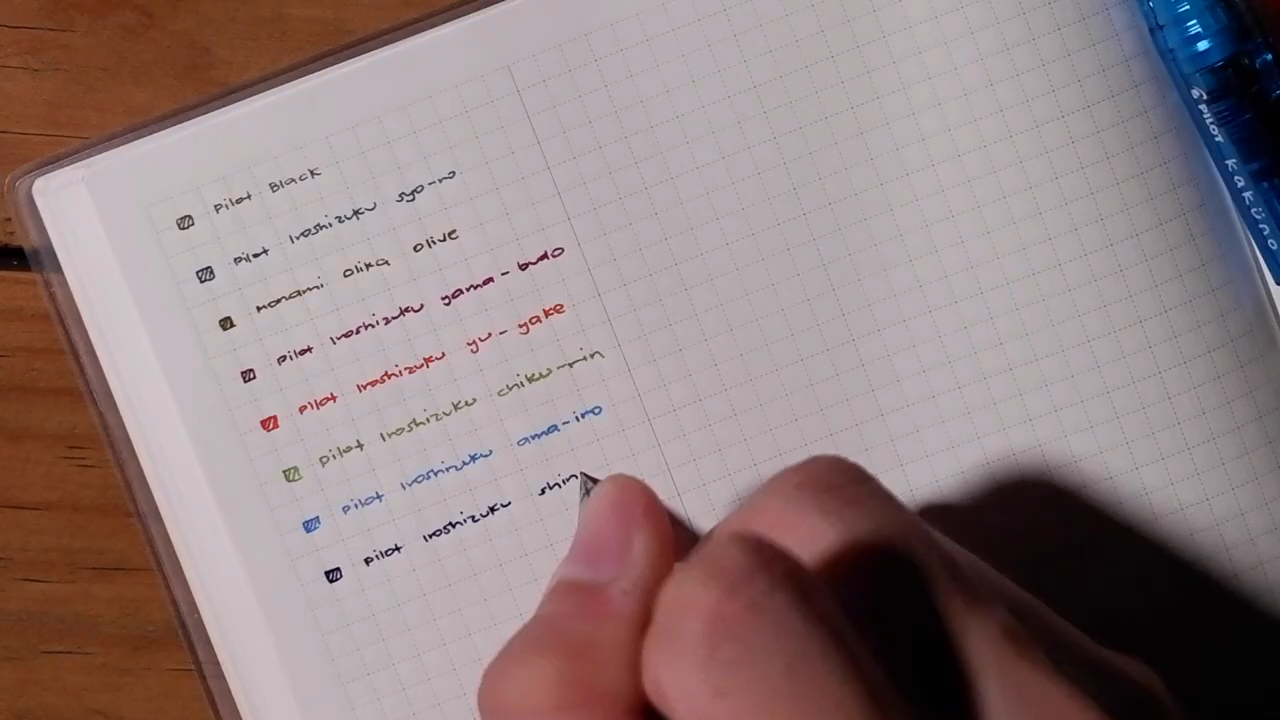 Pilot Black
Pilot Iroshizuku syo-ro
monami olika olive
Pilot Iroshizuku yama-budo
Pilot Iroshizuku yu-yake
Pilot Iroshizuku chiku-rin
Pilot Iroshizuku ama-iro
Pilot Iroshizuku shin
PILOT kaküno